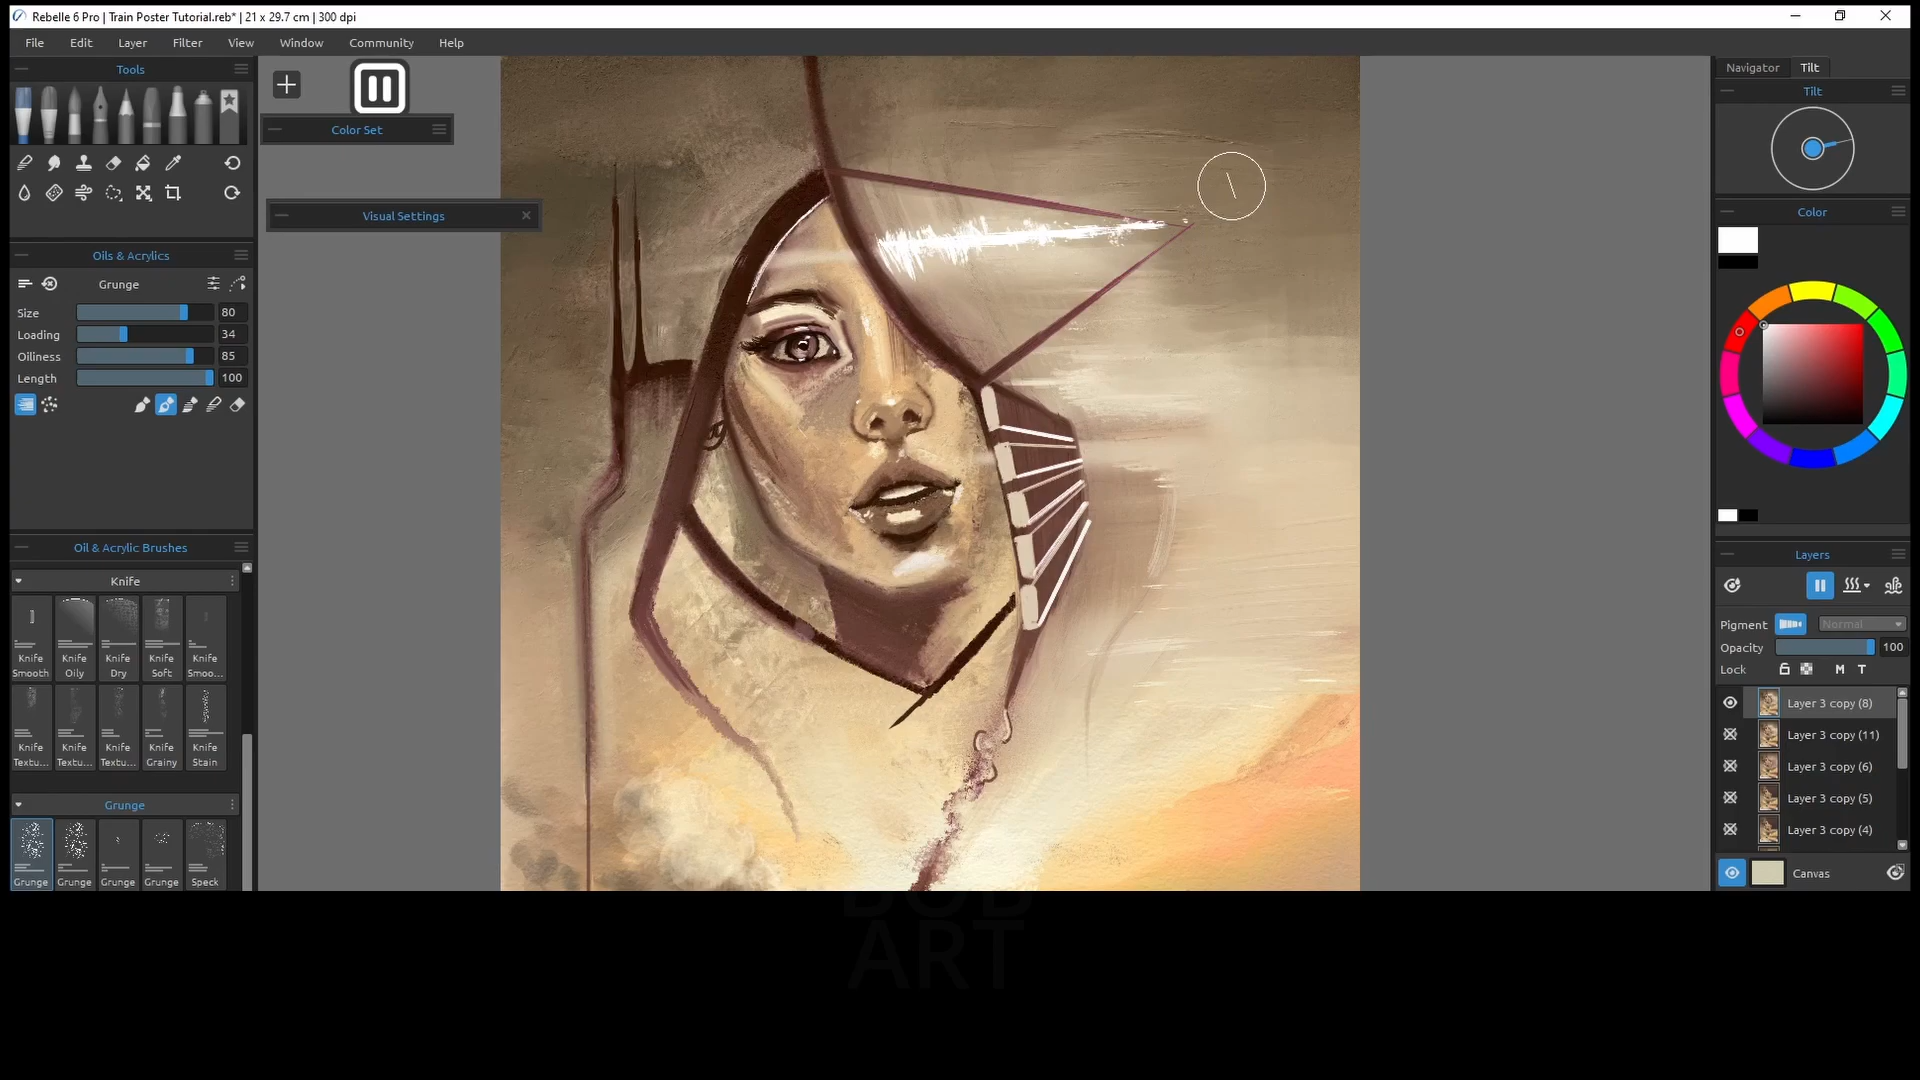 Rebelle 6 Pro | Train Poster Tutorial.reb* | 21 x 29.7 cm | 300 dpi
File Edit Layer Filter View Window Community Help
Tools
Color Set
Visual Settings
Oils & Acrylics
Grunge
Size 80
Loading 34
Oiliness 85
Length 100
Oil & Acrylic Brushes
Knife
Knife Knife Knife Knife Knife
Smooth Oily Dry Soft Smoo...
Knife Knife Knife Knife Knife
Textu... Textu... Textu... Grainy Stain
Grunge
Grunge Grunge Grunge Grunge Speck
Navigator Tilt
Tilt
Color
Layers
Pigment Normal
Opacity 100
Lock M T
Layer 3 copy (8)
Layer 3 copy (11)
Layer 3 copy (6)
Layer 3 copy (5)
Layer 3 copy (4)
Canvas
BOB
ART